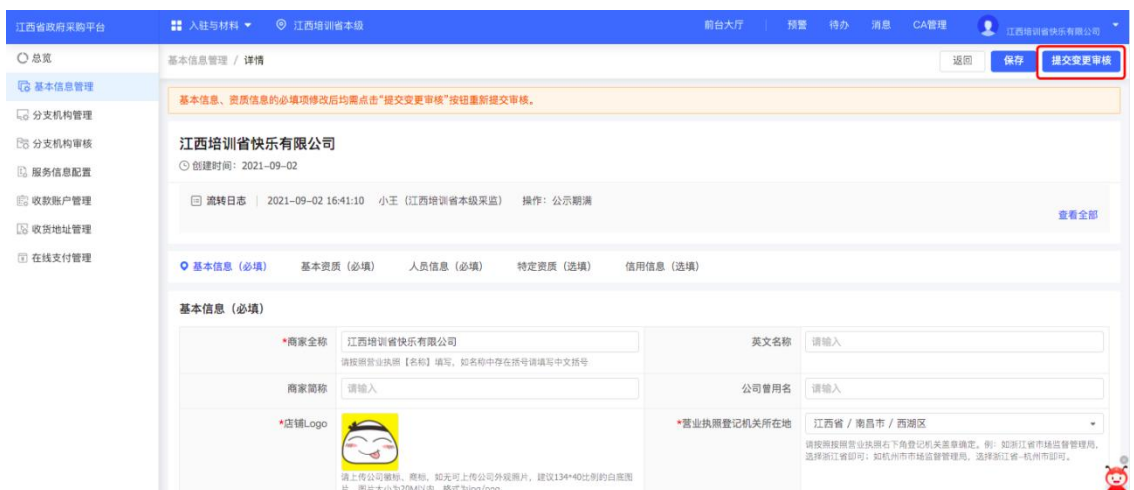 江西省政府采购平台
入驻与材料
江西培训省本级
前台大厅
预警
待办
消息
CA管理
江西培训省快乐有限公司
总览
基本信息管理
分支机构管理
分支机构审核
服务信息配置
收款账户管理
收货地址管理
在线支付管理
基本信息管理 / 详情
返回
保存
提交变更审核
基本信息、资质信息的必填项修改后均需点击“提交变更审核”按钮重新提交审核。
江西培训省快乐有限公司
创建时间：2021-09-02
流转日志 | 2021-09-02 16:41:10 小王（江西培训省本级采监） 操作：公示期满
查看全部
基本信息（必填） 基本资质（必填） 人员信息（必填） 特定资质（选填） 信用信息（选填）
基本信息（必填）
*商家全称 江西培训省快乐有限公司
请按照营业执照【名称】填写，如名称中存在括号请填写中文括号
英文名称 请输入
商家简称 请输入
公司曾用名 请输入
*店铺Logo
请上传公司徽标、商标，如无可上传公司外观照片，建议134*40比例的白底图
片，图片大小为20M以内，格式为jpg/png
*营业执照登记机关所在地 江西省 / 南昌市 / 西湖区
请按照按照营业执照右下角登记机关盖章确定。例：如浙江省市场监督管理局，
选择浙江省即可；如杭州市市场监督管理局，选择浙江省-杭州市即可。